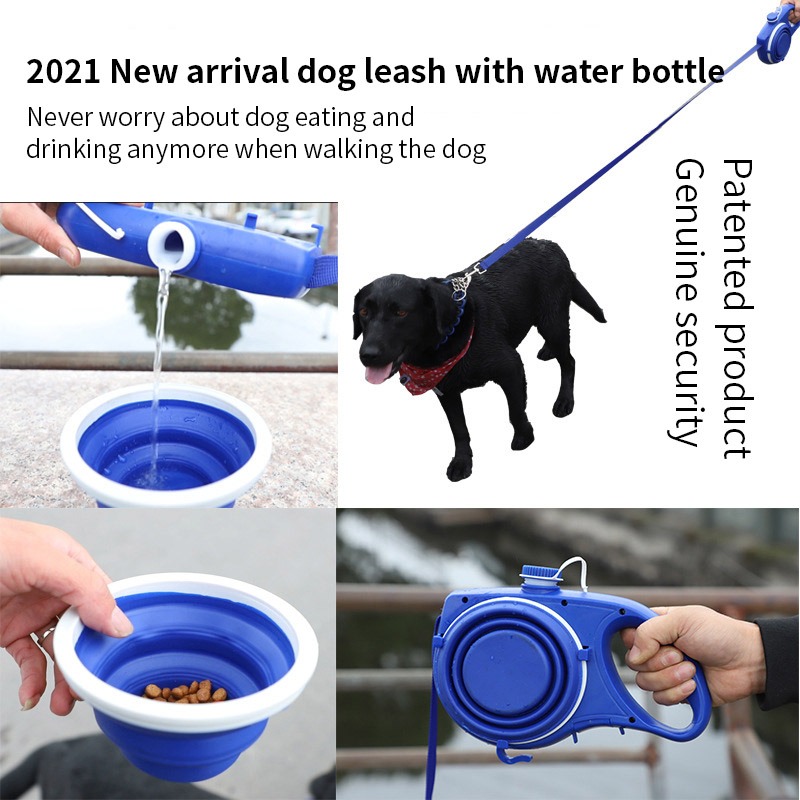 2021 New arrival dog leash with water bottle
Never worry about dog eating and
drinking anymore when walking the dog
Patented product
Genuine security